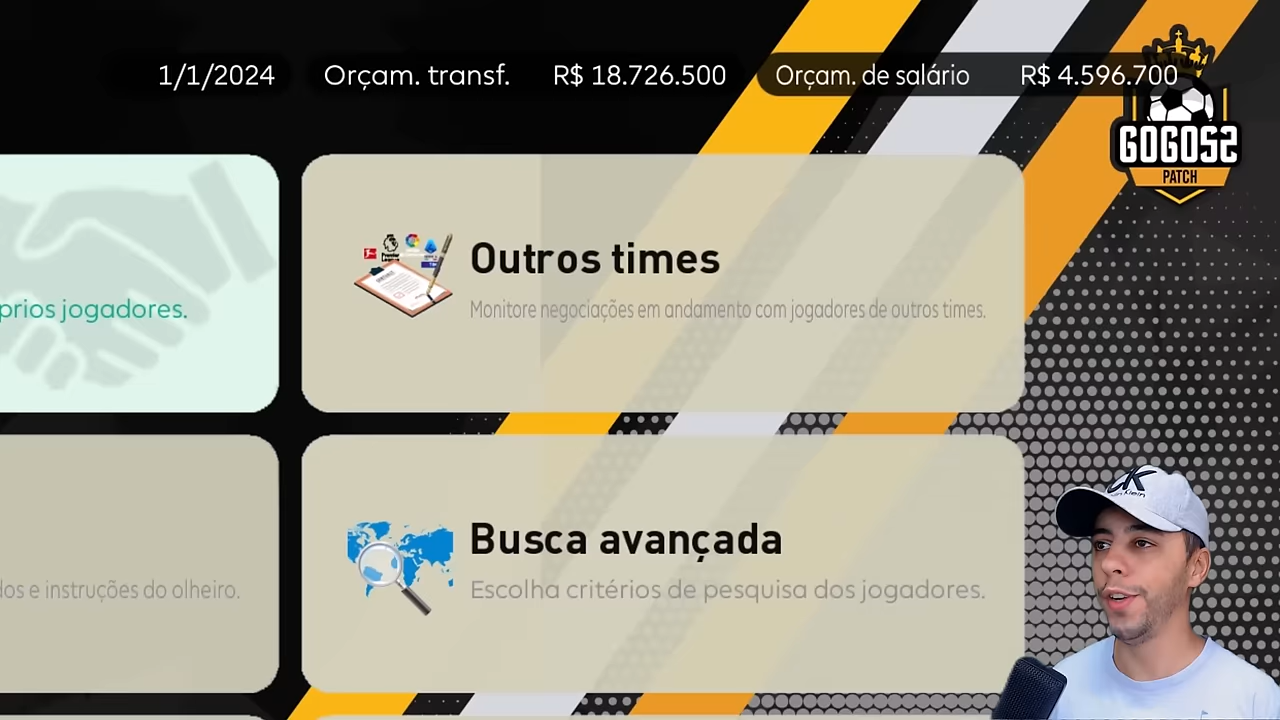 1/1/2024 Orçam. transf. R$ 18.726.500 Orçam. de salário R$ 4.596.700
GOGOS2
PATCH
Outros times
prios jogadores.
Monitore negociações em andamento com jogadores de outros times.
Busca avançada
dos e instruções do olheiro.
Escolha critérios de pesquisa dos jogadores.
CK
Klein